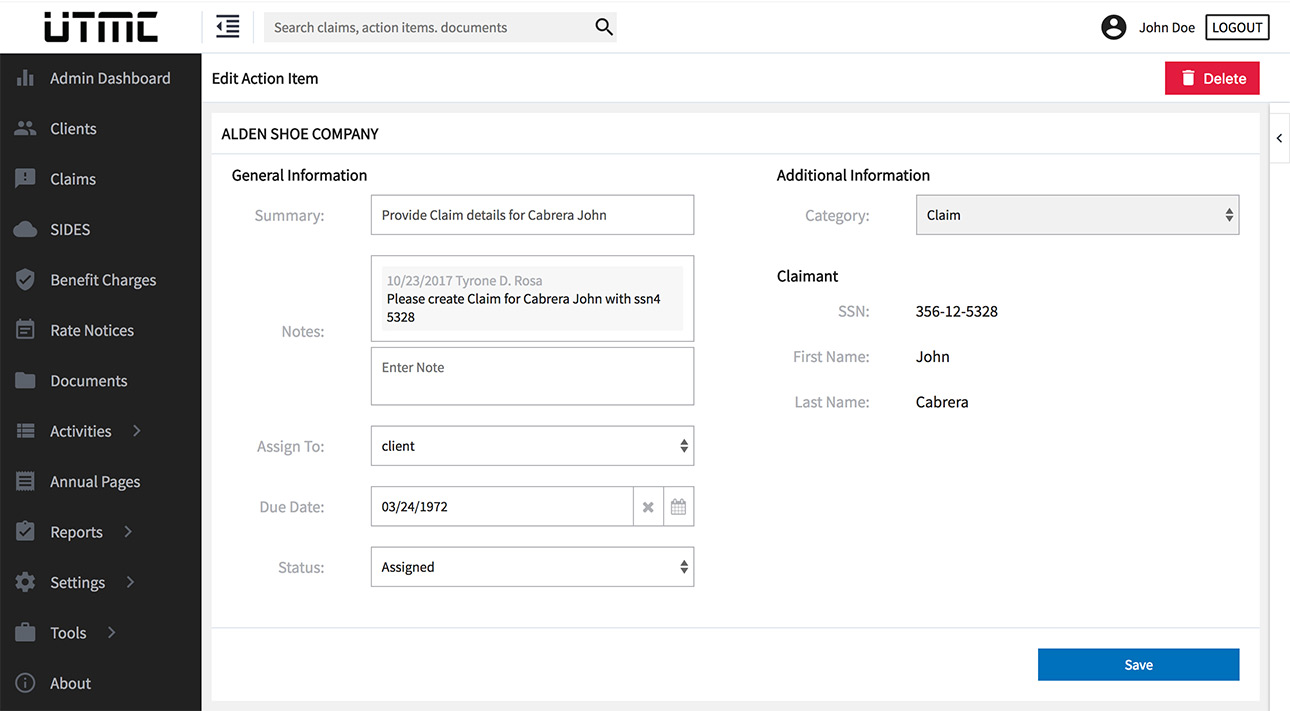 UTMC
Search claims, action items. documents
John Doe
LOGOUT
Admin Dashboard
Clients
Claims
SIDES
Benefit Charges
Rate Notices
Documents
Activities
Annual Pages
Reports
Settings
Tools
About
Edit Action Item
Delete
ALDEN SHOE COMPANY
General Information
Summary:
Provide Claim details for Cabrera John
Notes:
10/23/2017 Tyrone D. Rosa
Please create Claim for Cabrera John with ssn4
5328
Enter Note
Assign To:
client
Due Date:
03/24/1972
Status:
Assigned
Additional Information
Category:
Claim
Claimant
SSN:
356-12-5328
First Name:
John
Last Name:
Cabrera
Save